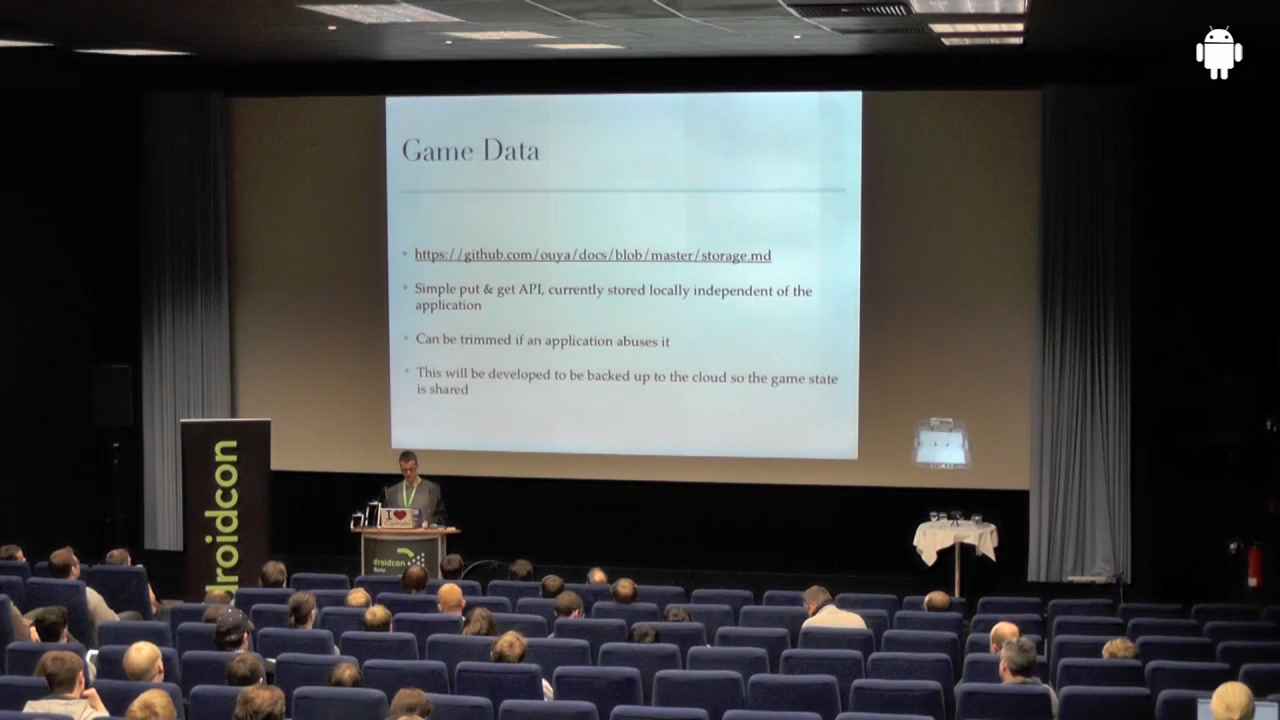 Game Data
https://github.com/ouya/docs/blob/master/storage.md
Simple put & get API, currently stored locally independent of the
application
Can be trimmed if an application abuses it
This will be developed to be backed up to the cloud so the game state
is shared
droidcon
I
droidcon
Berlin